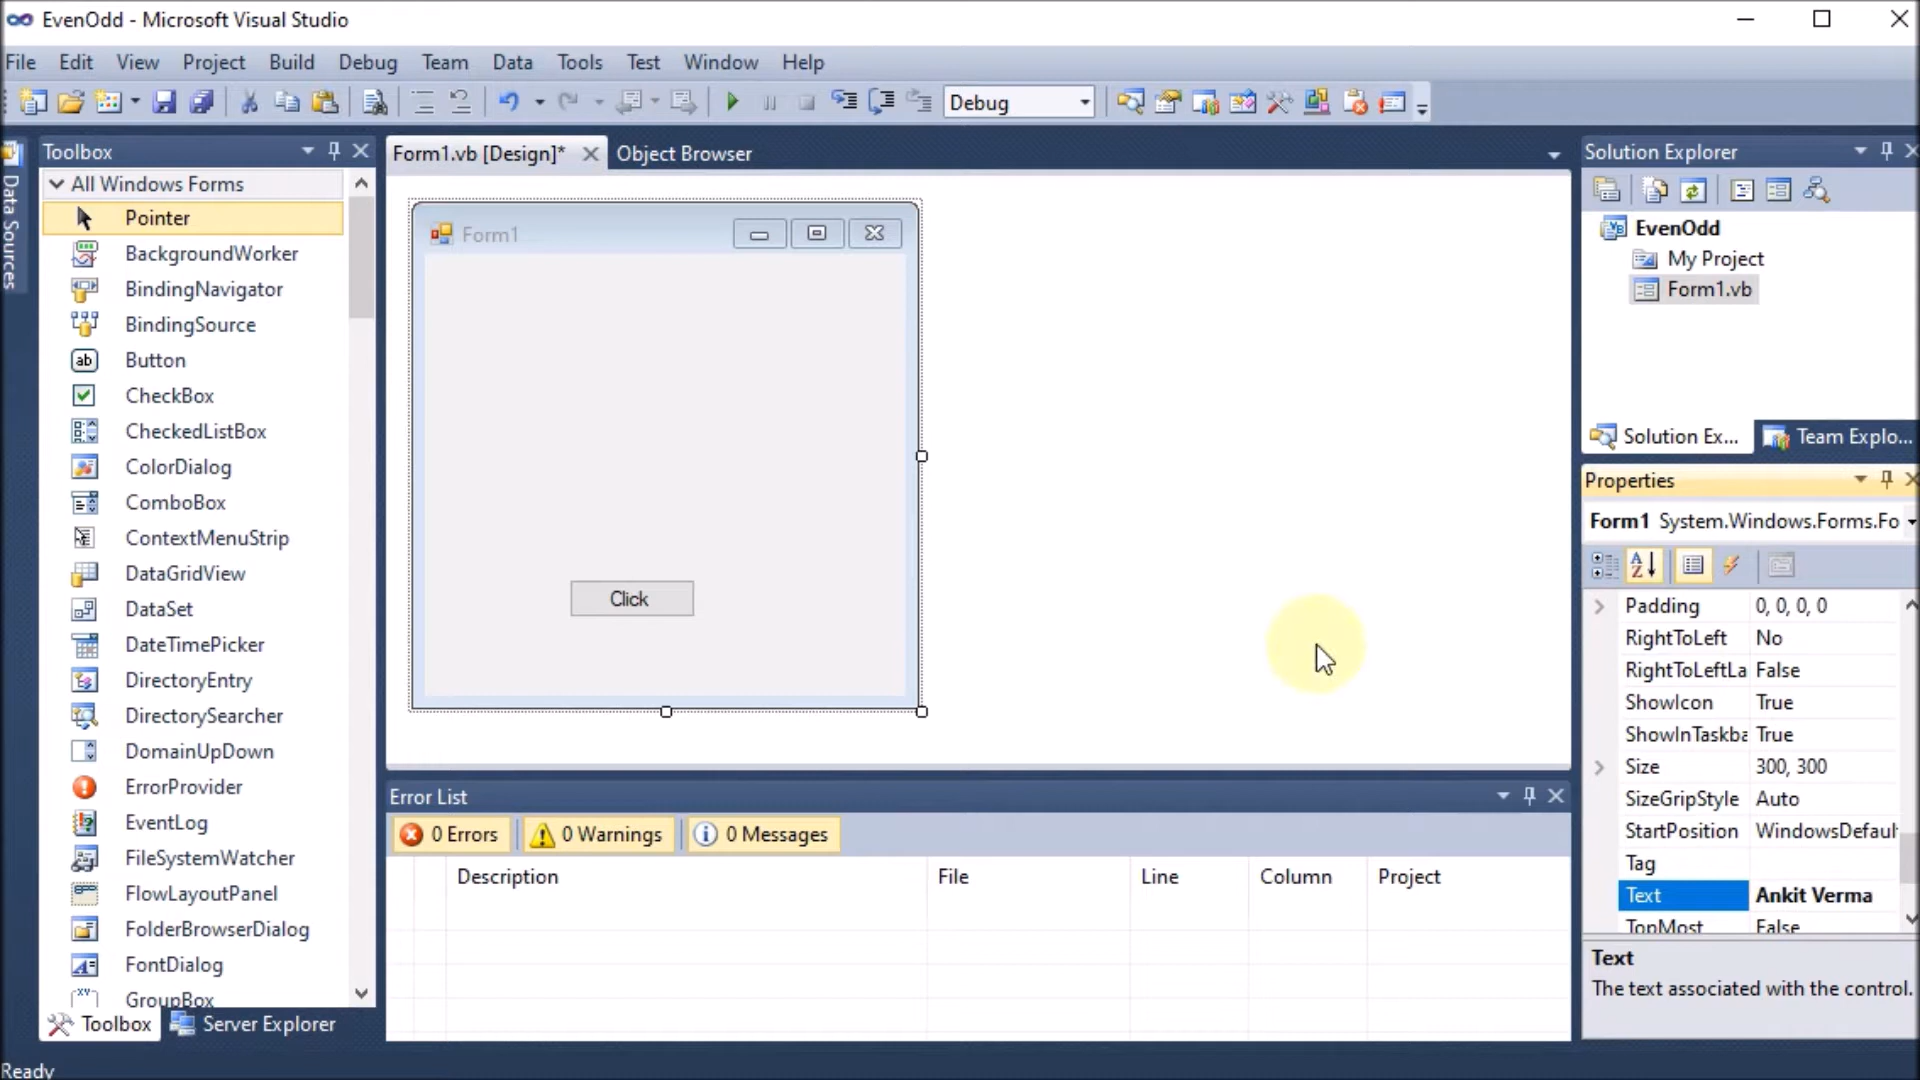 EvenOdd - Microsoft Visual Studio
File Edit View Project Build Debug Team Data Tools Test Window Help
Debug
Data Sources
Toolbox
All Windows Forms
Pointer
BackgroundWorker
BindingNavigator
BindingSource
Button
CheckBox
CheckedListBox
ColorDialog
ComboBox
ContextMenuStrip
DataGridView
DataSet
DateTimePicker
DirectoryEntry
DirectorySearcher
DomainUpDown
ErrorProvider
EventLog
FileSystemWatcher
FlowLayoutPanel
FolderBrowserDialog
FontDialog
GroupBox
Toolbox Server Explorer
Form1.vb [Design]* Object Browser
Form1
Click
Error List
0 Errors 0 Warnings 0 Messages
Description File Line Column Project
Solution Explorer
EvenOdd
My Project
Form1.vb
Solution Ex... Team Explo...
Properties
Form1 System.Windows.Forms.Fo
Padding 0, 0, 0, 0
RightToLeft No
RightToLeftLa False
ShowIcon True
ShowInTaskba True
Size 300, 300
SizeGripStyle Auto
StartPosition WindowsDefaul
Tag
Text Ankit Verma
TopMost False
Text
The text associated with the control.
Ready